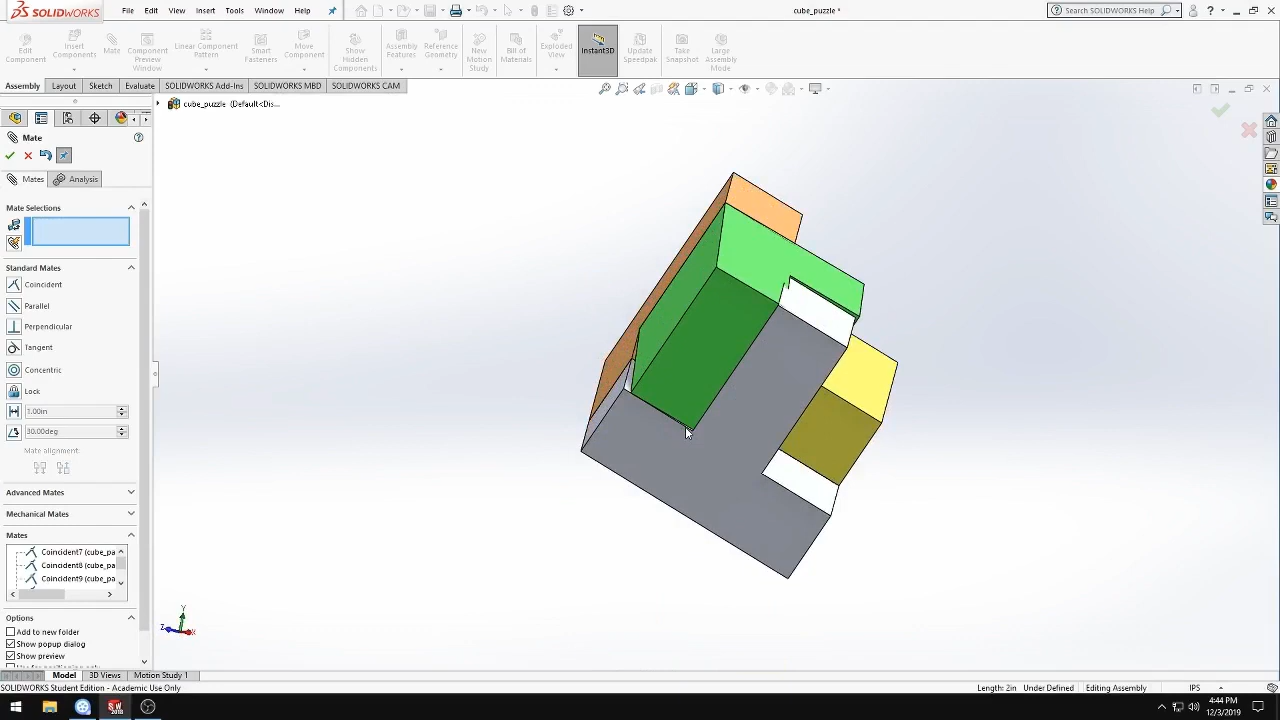 SOLIDWORKS File Edit View Insert Tools Window Help cube_puzzle * Search SOLIDWORKS Help
Edit Component Insert Components Mate Component Preview Window Linear Component Pattern Smart Fasteners Move Component Show Hidden Components Assembly Features Reference Geometry New Motion Study Bill of Materials Exploded View Instant3D Update Speedpak Take Snapshot Large Assembly Mode
Assembly Layout Sketch Evaluate SOLIDWORKS Add-Ins SOLIDWORKS MBD SOLIDWORKS CAM
cube_puzzle (Default<Dis...
Mate
Mates Analysis
Mate Selections
Standard Mates
Coincident
Parallel
Perpendicular
Tangent
Concentric
Lock
1.00in
30.00deg
Mate alignment:
Advanced Mates
Mechanical Mates
Mates
Coincident7 (cube_pa
Coincident8 (cube_pa
Coincident9 (cube_pa
Options
Add to new folder
Show popup dialog
Show preview
Y
Z X
Model 3D Views Motion Study 1
SOLIDWORKS Student Edition - Academic Use Only Length: 2in Under Defined Editing Assembly IPS
4:44 PM
12/3/2019